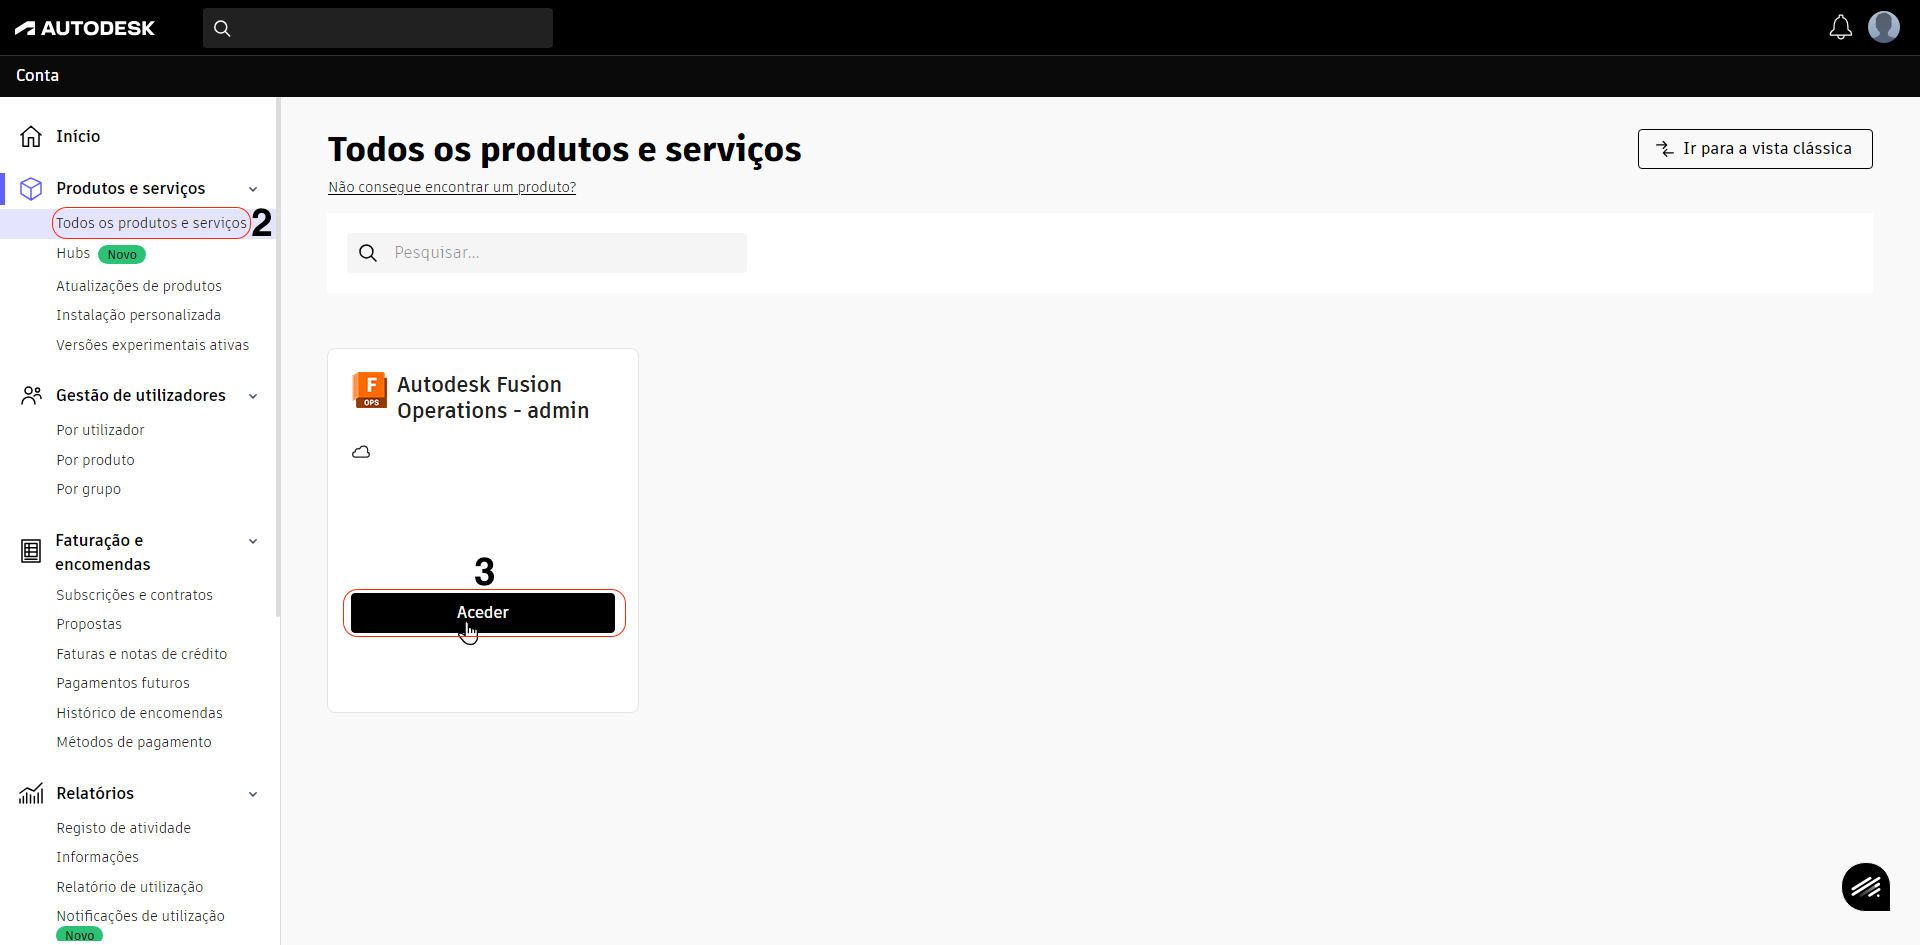 AUTODESK
Conta
Início
Produtos e serviços
Todos os produtos e serviços 2
Hubs Novo
Atualizações de produtos
Instalação personalizada
Versões experimentais ativas
Gestão de utilizadores
Por utilizador
Por produto
Por grupo
Faturação e
encomendas
Subscrições e contratos
Propostas
Faturas e notas de crédito
Pagamentos futuros
Histórico de encomendas
Métodos de pagamento
Relatórios
Registo de atividade
Informações
Relatório de utilização
Notificações de utilização
Novo
Todos os produtos e serviços
Ir para a vista clássica
Não consegue encontrar um produto?
Pesquisar...
F
OPS
Autodesk Fusion
Operations - admin
3
Aceder